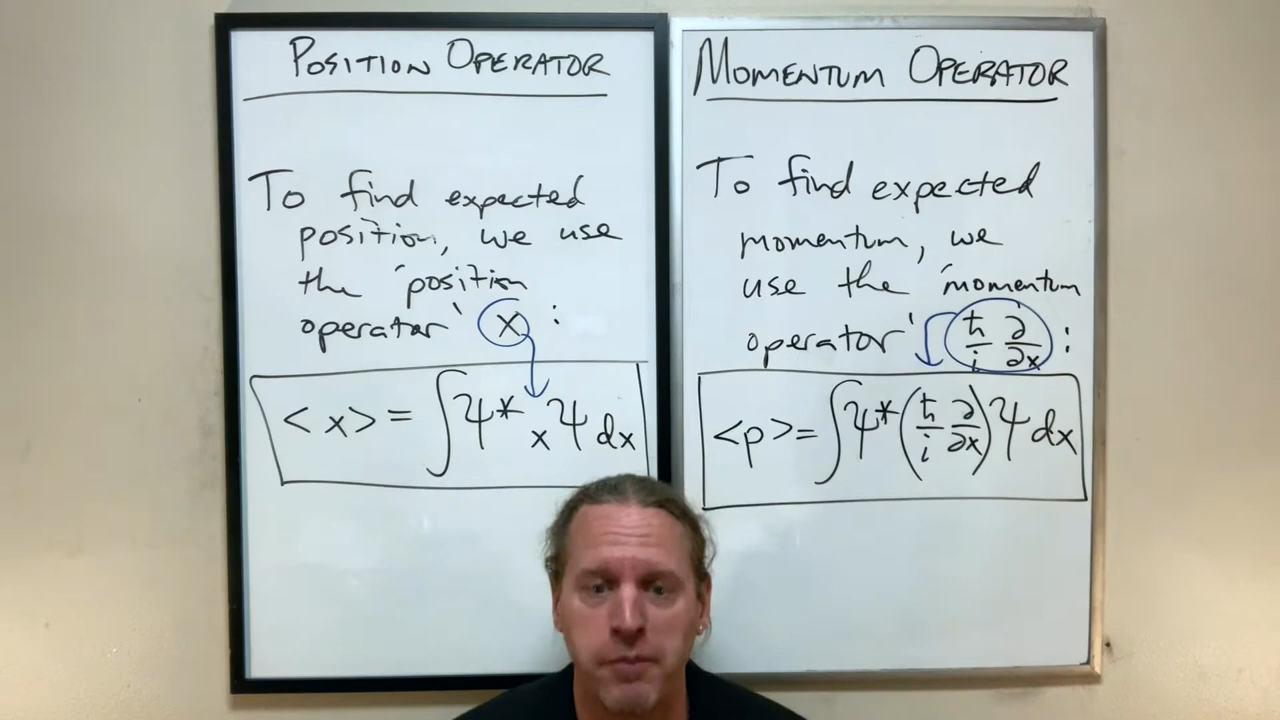 POSITION OPERATOR
To find expected
position, we use
the 'position
operator' x :
<x> = ∫ Ψ* x Ψ dx
MOMENTUM OPERATOR
To find expected
momentum, we
use the 'momentum
operator' ħ/i ∂/∂x :
<p> = ∫ Ψ* (ħ/i ∂/∂x) Ψ dx